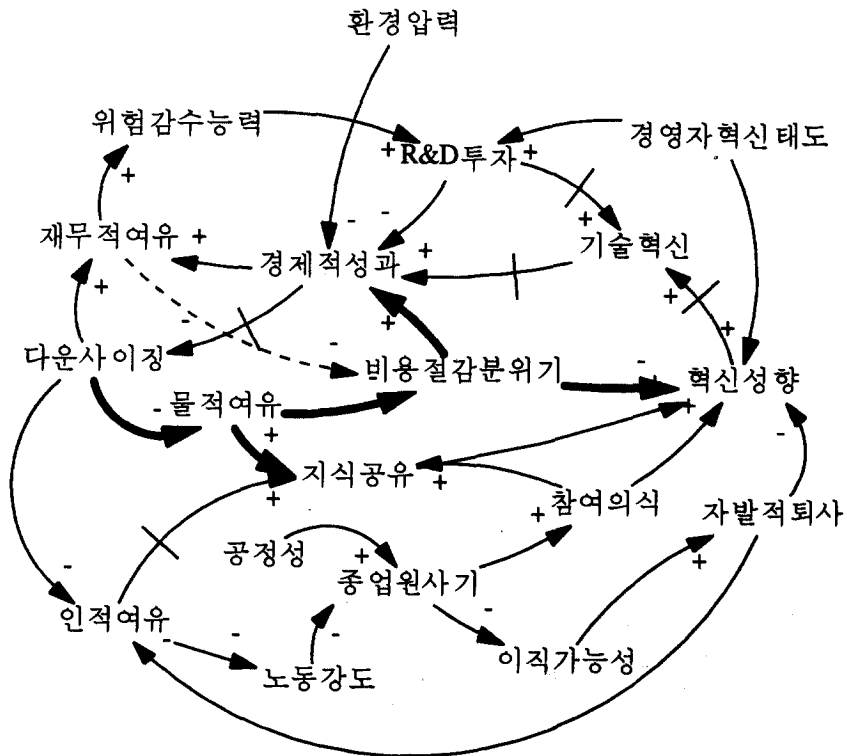 환경압력
위험감수능력
R&D투자
경영자혁신태도
재무적여유
경제적성과
기술혁신
다운사이징
비용절감분위기
혁신성향
물적여유
지식공유
참여의식
자발적퇴사
공정성
종업원사기
인적여유
노동강도
이직가능성